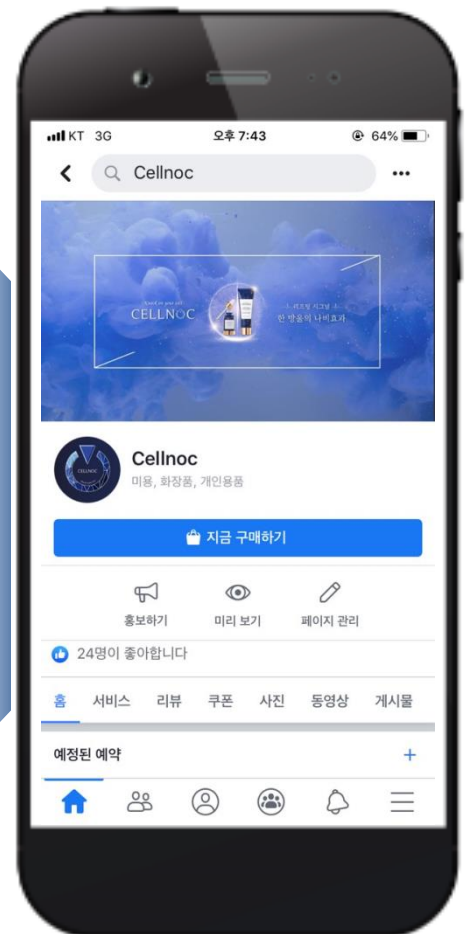 KT 3G 오후 7:43 64%
Cellnoc
CELLNOC
한 방울의 나비효과
CELLNOC
Cellnoc
미용, 화장품, 개인용품
지금 구매하기
홍보하기 미리 보기 페이지 관리
24명이 좋아합니다
홈 서비스 리뷰 쿠폰 사진 동영상 게시물
예정된 예약